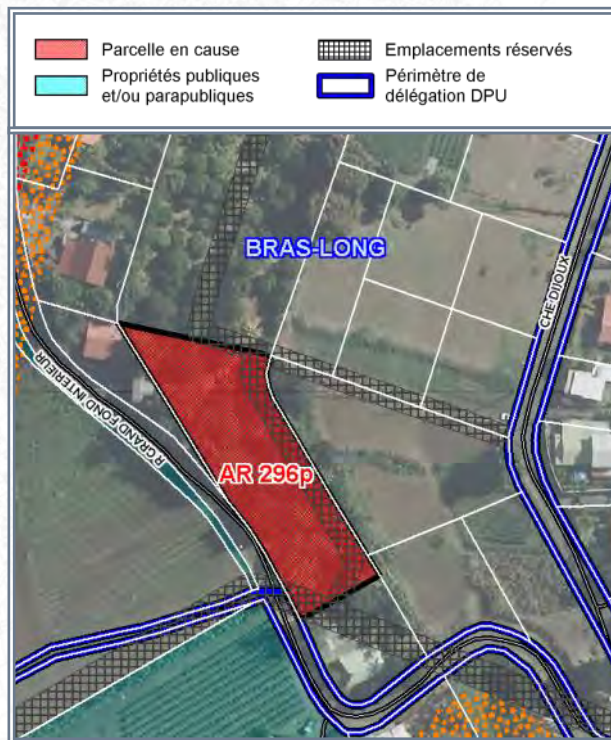 Parcelle en cause
Propriétés publiques
et/ou parapubliques
Emplacements réservés
Périmètre de
délégation DPU
BRAS-LONG
CHE DIJOUX
R GRAND FOND INTERIEUR
AR 296p